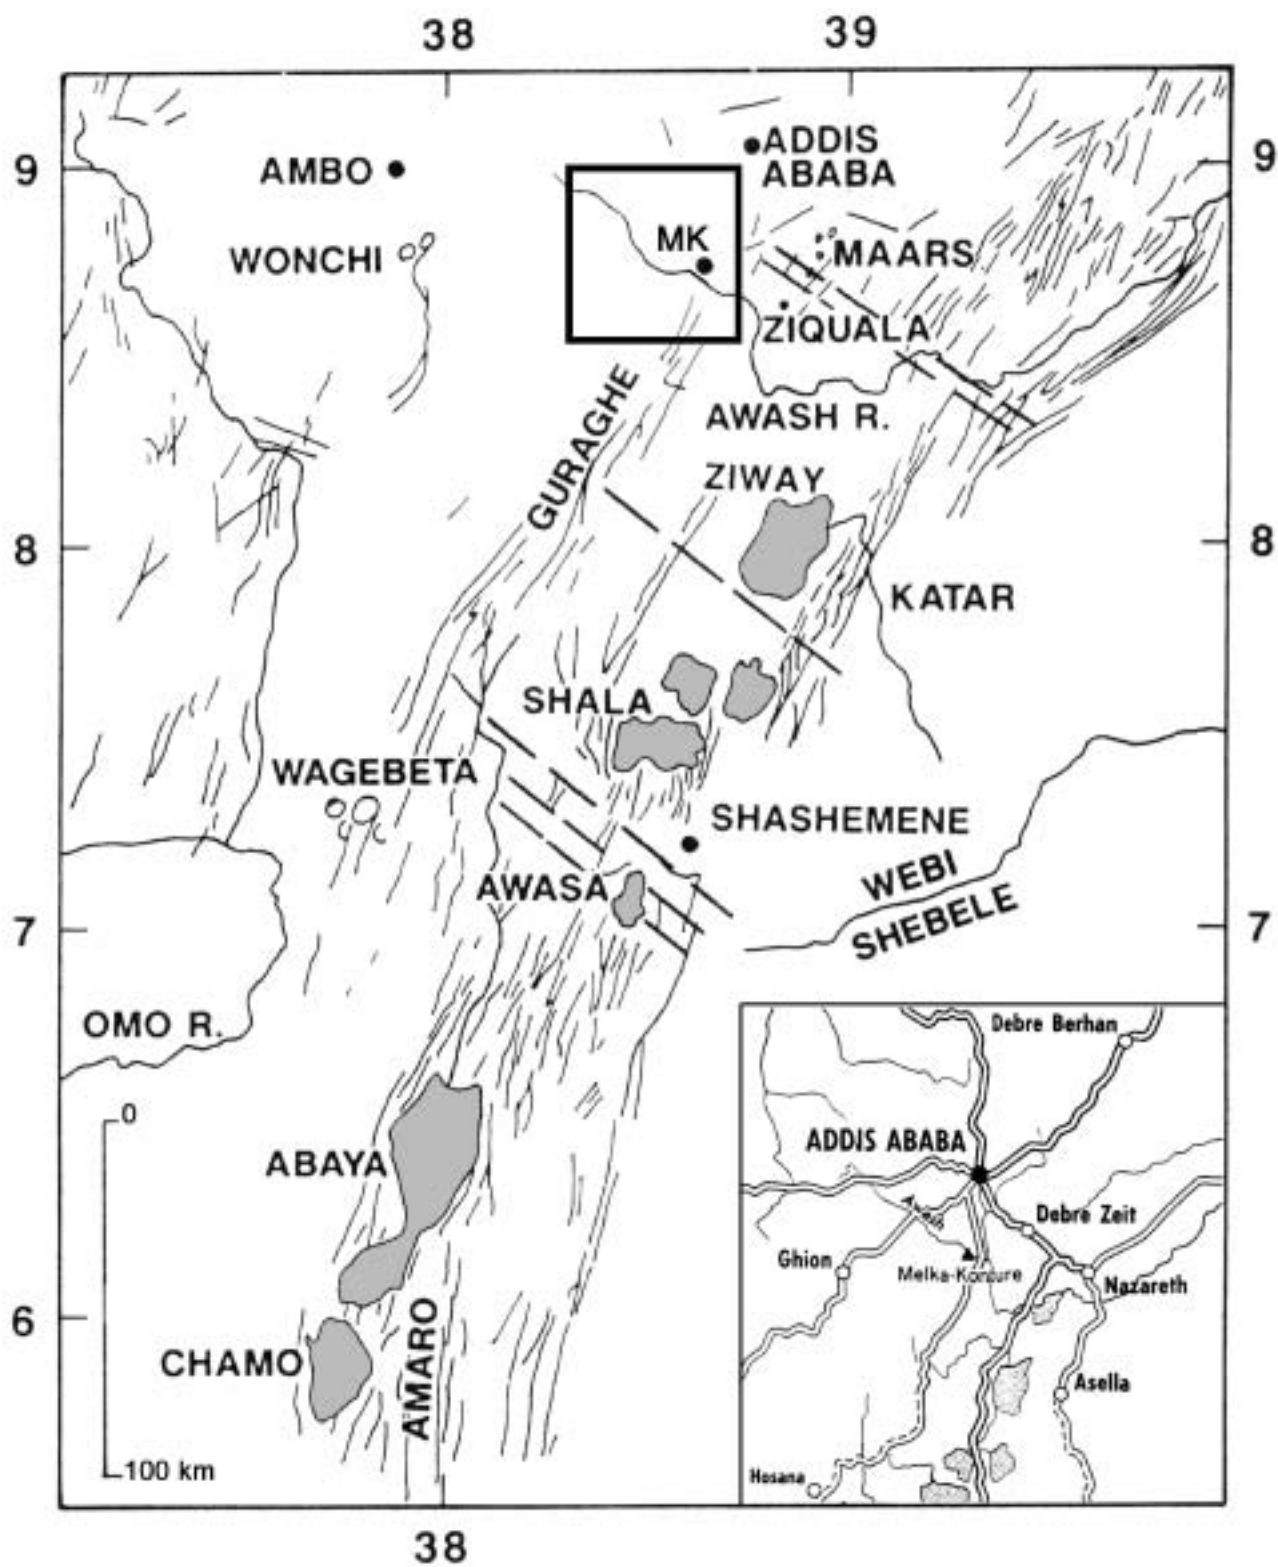 38
39
9
9
AMBO
ADDIS
ABABA
WONCHI
MK
MAARS
ZIQUALA
GURAGHE
AWASH R.
ZIWAY
8
8
KATAR
SHALA
WAGEBETA
SHASHEMENE
AWASA
WEBI
SHEBELE
7
7
OMO R.
0
ABAYA
6
CHAMO
AMARO
100 km
38
Debre Berhan
ADDIS ABABA
Awash
Debre Zeit
Ghion
Melka-Konture
Nazareth
Asella
Hosana